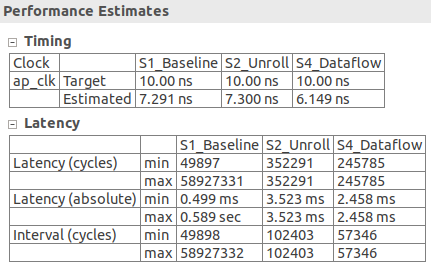 Performance Estimates
Timing
Clock S1_Baseline S2_Unroll S4_Dataflow
ap_clk Target 10.00 ns 10.00 ns 10.00 ns
Estimated 7.291 ns 7.300 ns 6.149 ns
Latency
S1_Baseline S2_Unroll S4_Dataflow
Latency (cycles) min 49897 352291 245785
max 58927331 352291 245785
Latency (absolute) min 0.499 ms 3.523 ms 2.458 ms
max 0.589 sec 3.523 ms 2.458 ms
Interval (cycles) min 49898 102403 57346
max 58927332 102403 57346